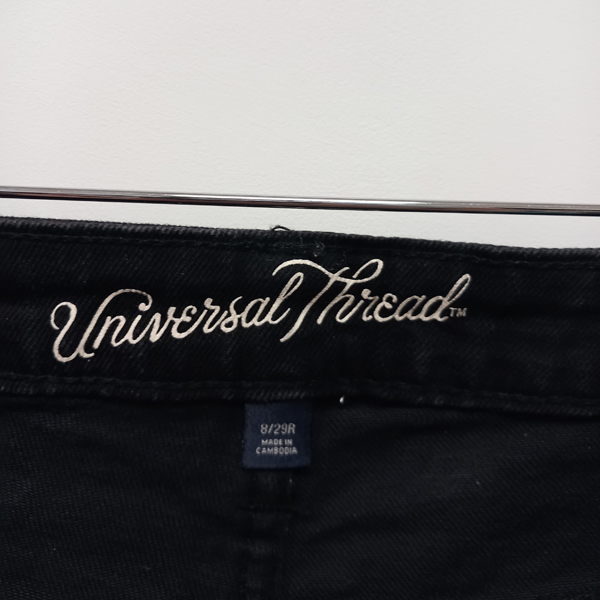 Universal Thread™
8/29R
MADE IN
CAMBODIA